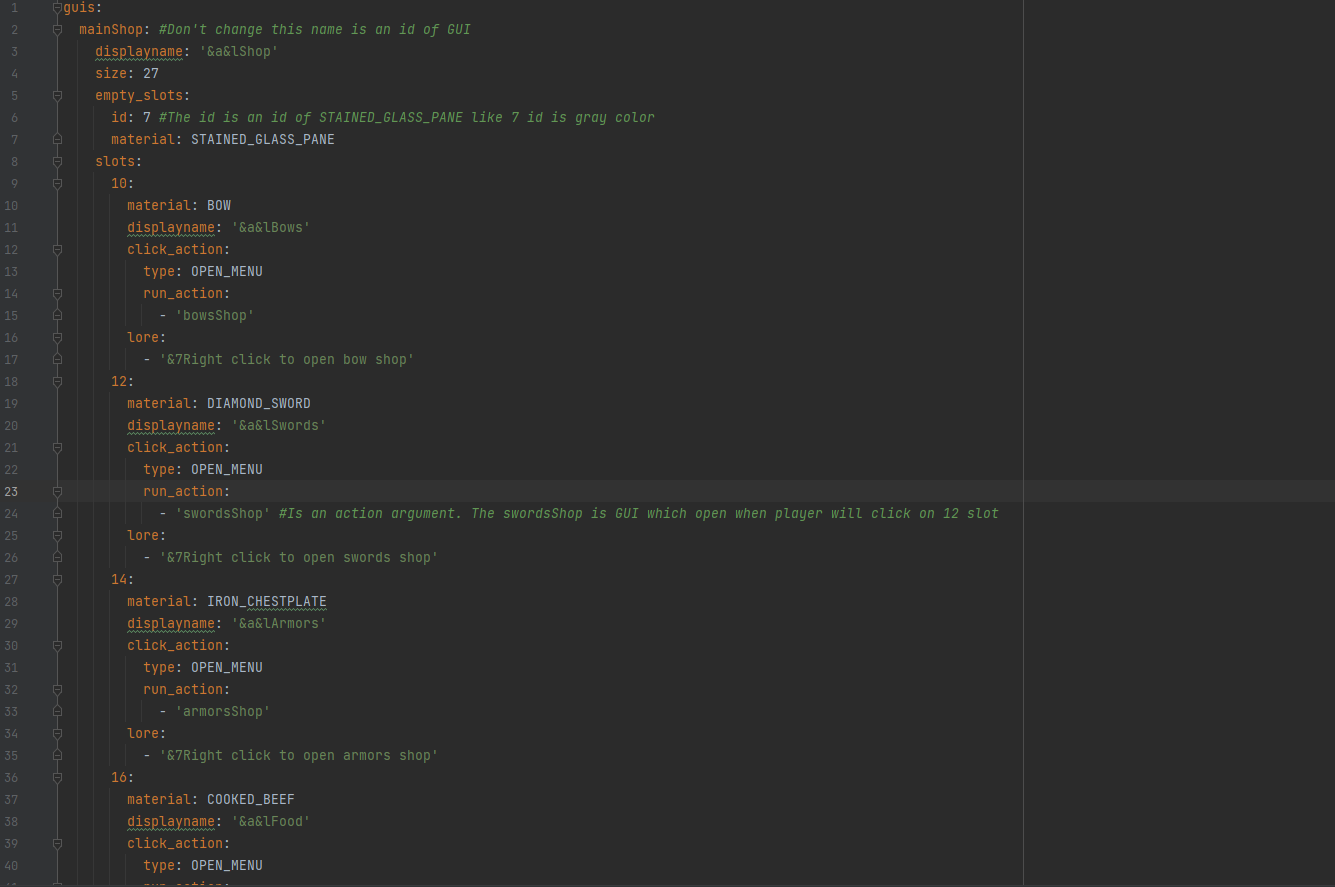 1 guis:
2   mainShop: #Don't change this name is an id of GUI
3     displayname: '&a&lShop'
4     size: 27
5     empty_slots:
6       id: 7 #The id is an id of STAINED_GLASS_PANE like 7 id is gray color
7       material: STAINED_GLASS_PANE
8     slots:
9       10:
10         material: BOW
11         displayname: '&a&lBows'
12         click_action:
13           type: OPEN_MENU
14           run_action:
15             - 'bowsShop'
16         lore:
17           - '&7Right click to open bow shop'
18       12:
19         material: DIAMOND_SWORD
20         displayname: '&a&lSwords'
21         click_action:
22           type: OPEN_MENU
23           run_action:
24             - 'swordsShop' #Is an action argument. The swordsShop is GUI which open when player will click on 12 slot
25         lore:
26           - '&7Right click to open swords shop'
27       14:
28         material: IRON_CHESTPLATE
29         displayname: '&a&lArmors'
30         click_action:
31           type: OPEN_MENU
32           run_action:
33             - 'armorsShop'
34         lore:
35           - '&7Right click to open armors shop'
36       16:
37         material: COOKED_BEEF
38         displayname: '&a&lFood'
39         click_action:
40           type: OPEN_MENU